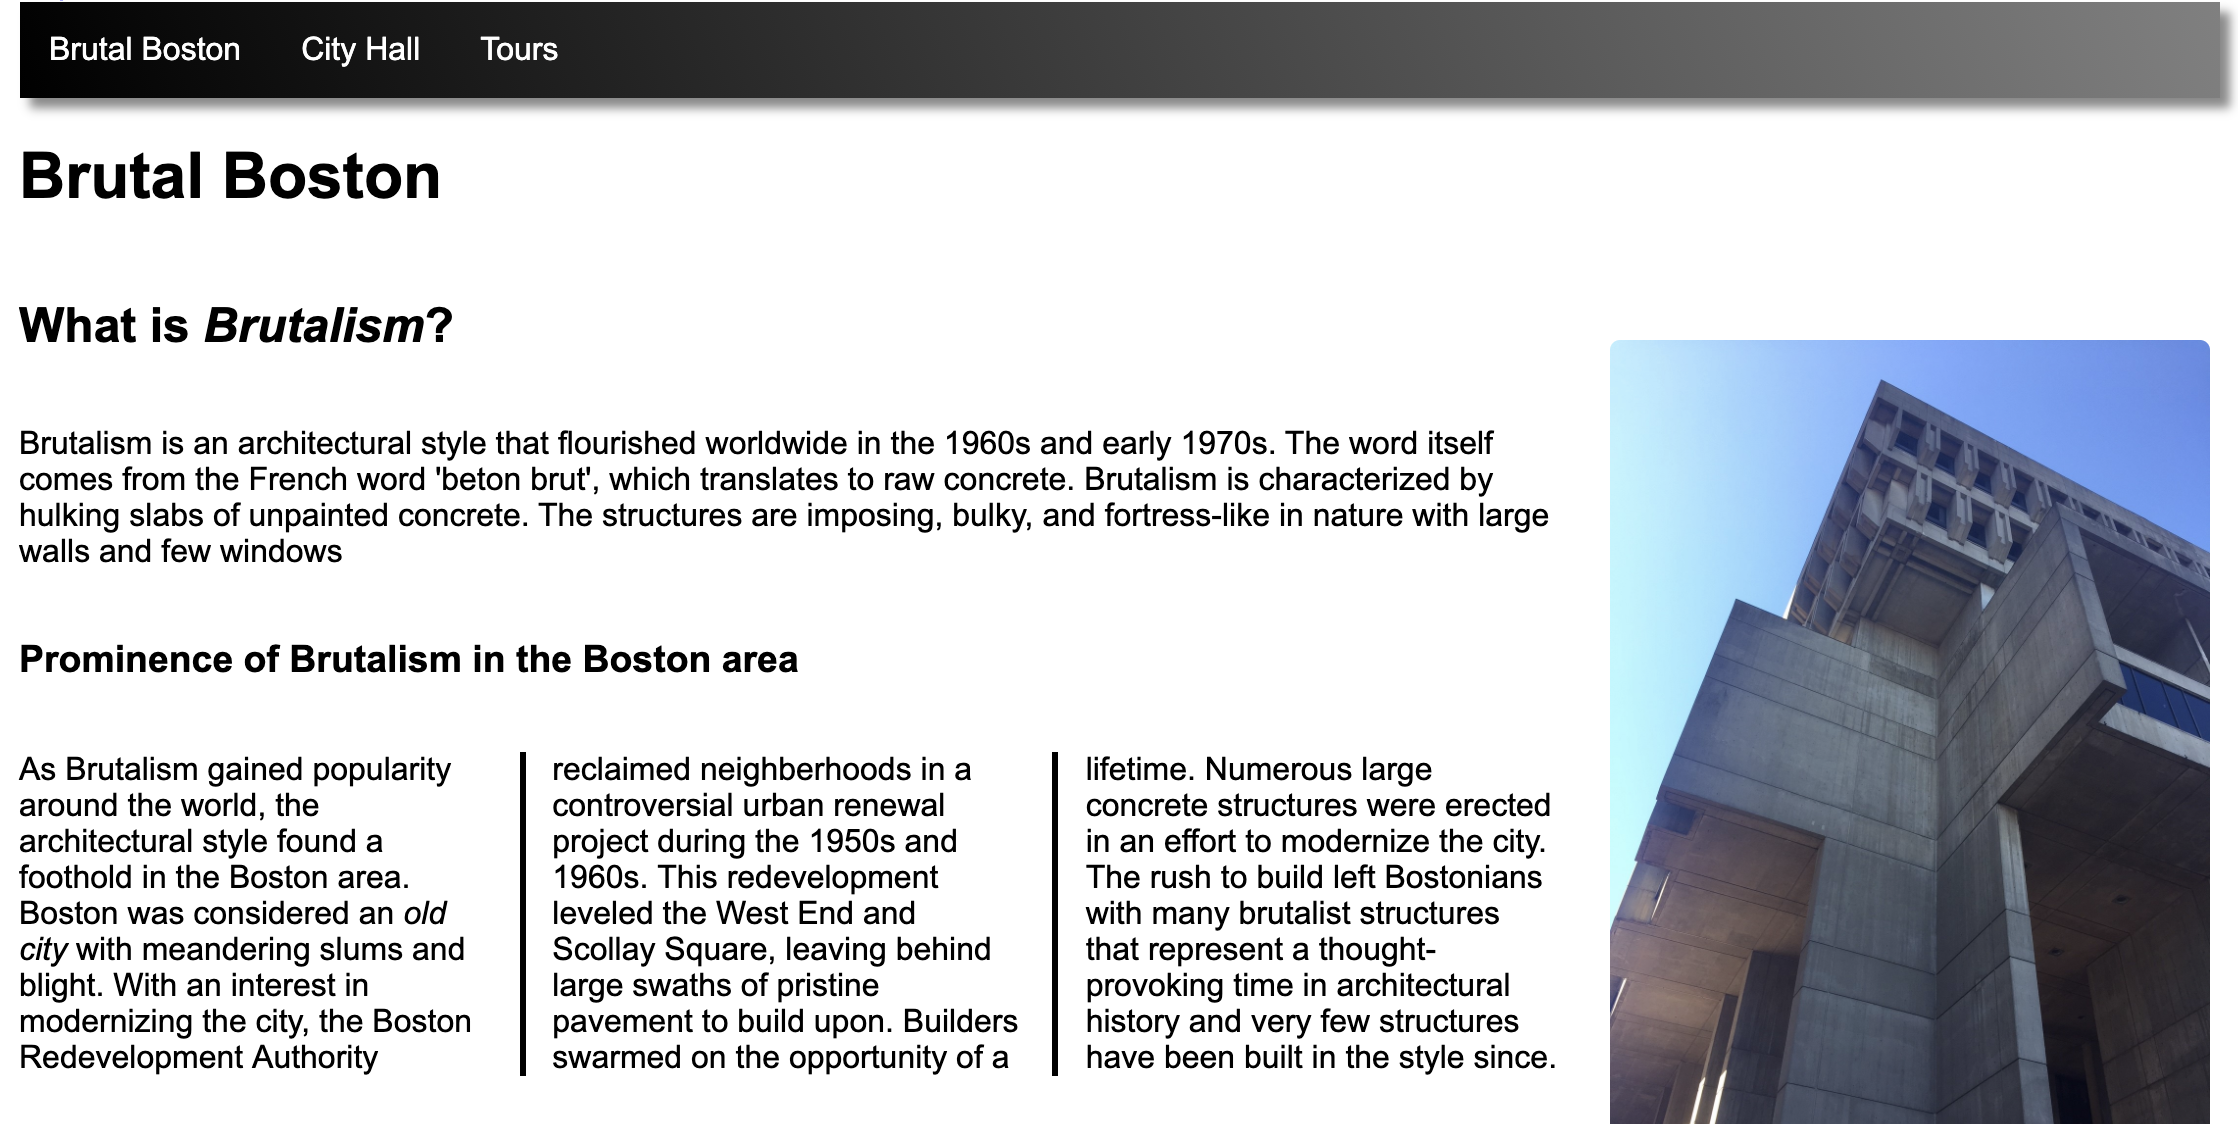 Brutal Boston City Hall Tours
Brutal Boston
What is Brutalism?
Brutalism is an architectural style that flourished worldwide in the 1960s and early 1970s. The word itself
comes from the French word 'beton brut', which translates to raw concrete. Brutalism is characterized by
hulking slabs of unpainted concrete. The structures are imposing, bulky, and fortress-like in nature with large
walls and few windows
Prominence of Brutalism in the Boston area
As Brutalism gained popularity
around the world, the
architectural style found a
foothold in the Boston area.
Boston was considered an old
city with meandering slums and
blight. With an interest in
modernizing the city, the Boston
Redevelopment Authority
reclaimed neighberhoods in a
controversial urban renewal
project during the 1950s and
1960s. This redevelopment
leveled the West End and
Scollay Square, leaving behind
large swaths of pristine
pavement to build upon. Builders
swarmed on the opportunity of a
lifetime. Numerous large
concrete structures were erected
in an effort to modernize the city.
The rush to build left Bostonians
with many brutalist structures
that represent a thought-
provoking time in architectural
history and very few structures
have been built in the style since.